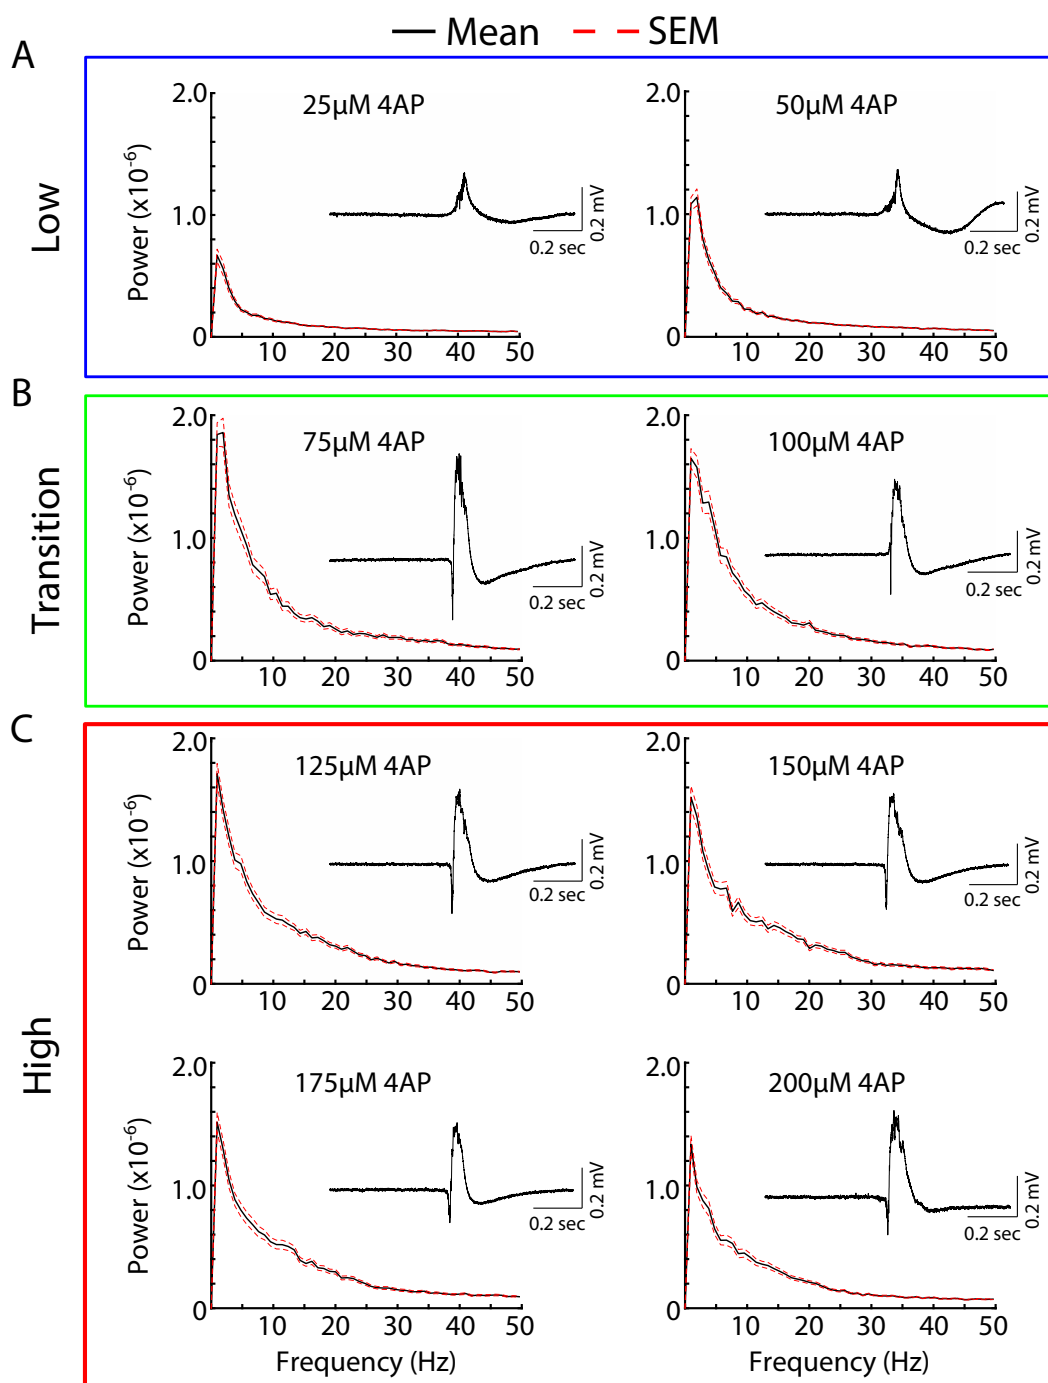 Mean SEM
A
Low
Power (x10⁻⁶)
2.0
1.0
0
25µM 4AP
0.2 mV
0.2 sec
10 20 30 40 50
2.0
1.0
0
50µM 4AP
0.2 mV
0.2 sec
10 20 30 40 50
B
Transition
Power (x10⁻⁶)
2.0
1.0
0
75µM 4AP
0.2 mV
0.2 sec
10 20 30 40 50
2.0
1.0
0
100µM 4AP
0.2 mV
0.2 sec
10 20 30 40 50
C
High
Power (x10⁻⁶)
2.0
1.0
0
125µM 4AP
0.2 mV
0.2 sec
10 20 30 40 50
2.0
1.0
0
150µM 4AP
0.2 mV
0.2 sec
10 20 30 40 50
Power (x10⁻⁶)
2.0
1.0
0
175µM 4AP
0.2 mV
0.2 sec
10 20 30 40 50
Frequency (Hz)
2.0
1.0
0
200µM 4AP
0.2 mV
0.2 sec
10 20 30 40 50
Frequency (Hz)